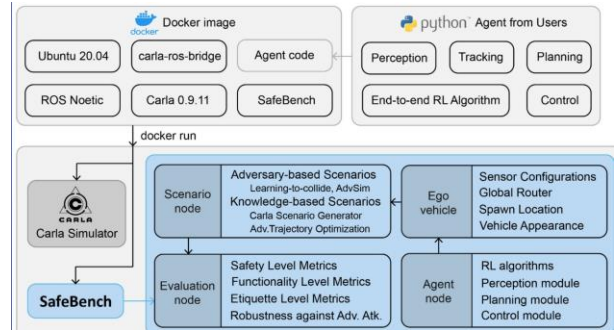 docker
Docker image
Ubuntu 20.04
carla-ros-bridge
Agent code
ROS Noetic
Carla 0.9.11
SafeBench
python
Agent from Users
Perception
Tracking
Planning
End-to-end RL Algorithm
Control
docker run
CARLA
Carla Simulator
SafeBench
Scenario
node
Adversary-based Scenarios
Learning-to-collide, AdvSim
Knowledge-based Scenarios
Carla Scenario Generator
Adv.Trajectory Optimization
Ego
vehicle
Sensor Configurations
Global Router
Spawn Location
Vehicle Appearance
Evaluation
node
Safety Level Metrics
Functionality Level Metrics
Etiquette Level Metrics
Robustness against Adv. Atk.
Agent
node
RL algorithms
Perception module
Planning module
Control module